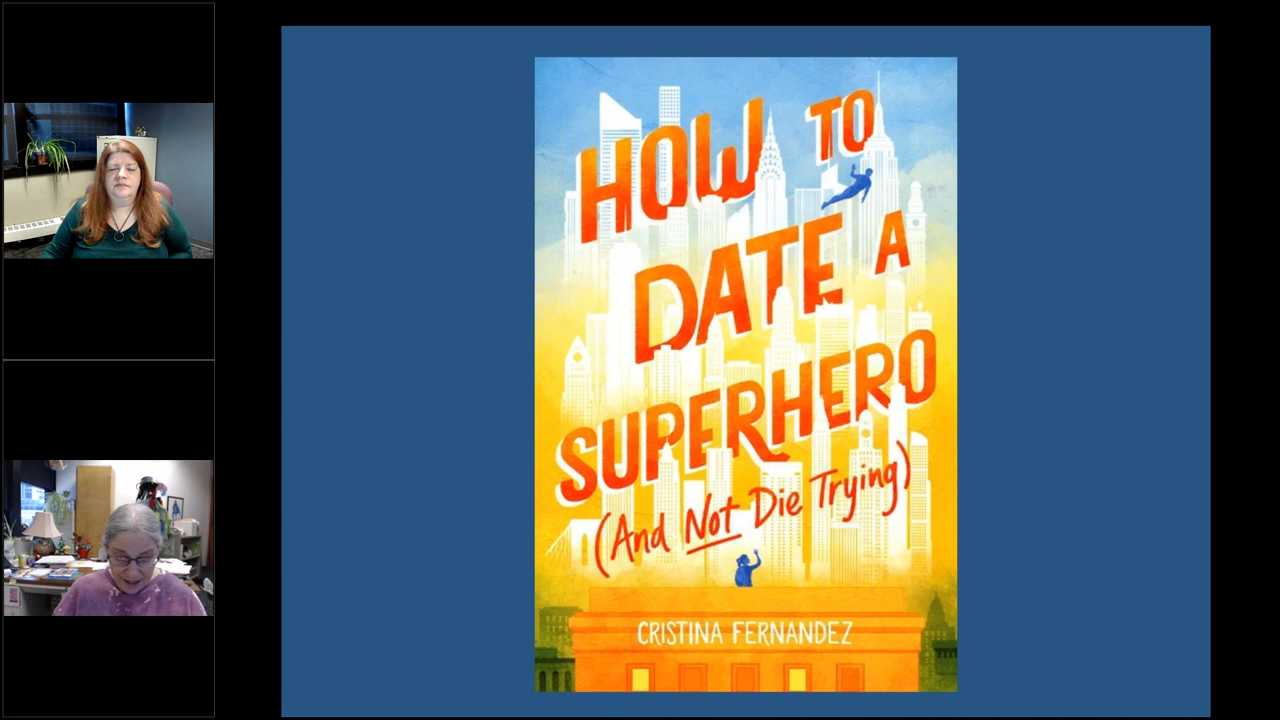 HOW TO
DATE A
SUPERHERO
(And Not Die Trying)
CRISTINA FERNANDEZ